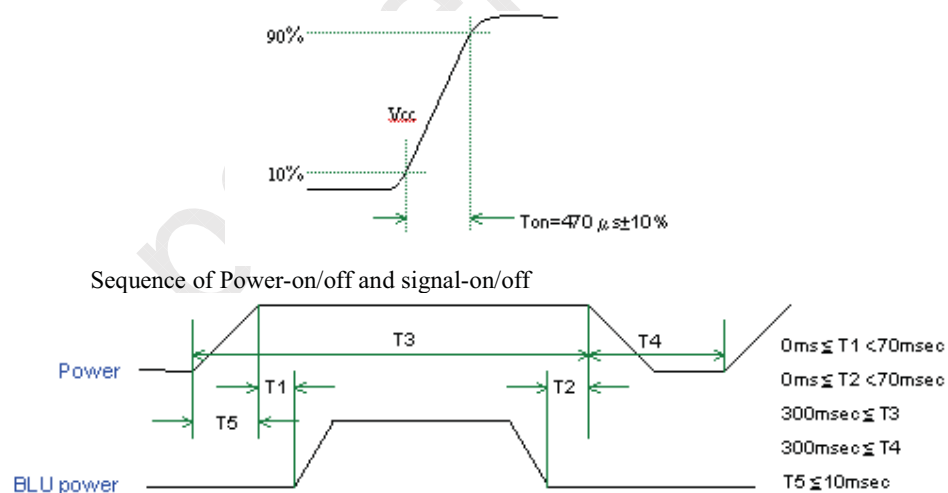 90%
Vcc
10%
Ton=470 μs±10%
Sequence of Power-on/off and signal-on/off
T3
T4
0ms≦T1<70msec
Power
T1
T2
0ms≦T2<70msec
T5
300msec≦T3
300msec≦T4
BLU power
T5≦10msec